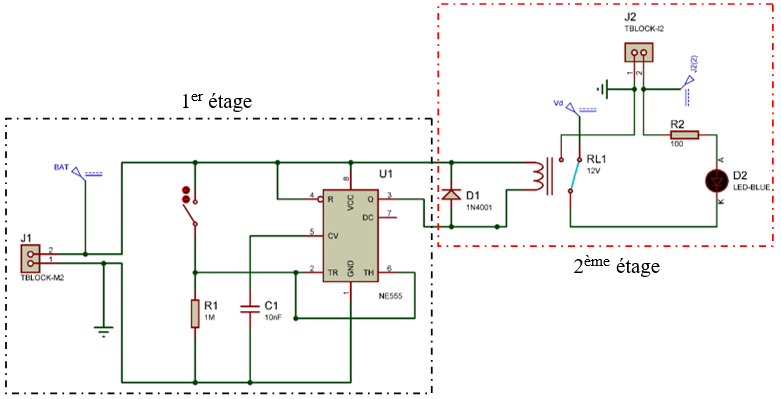 J2
TBLOCK-I2
1 2
J2(2)
R2
100
Vd
RL1
12V
A
D2
LED-BLUE
K
2ème étage
1er étage
BAT
U1
8
4 R
VCC
Q 3
DC 7
5 CV
2 TR
GND
TH 6
1
NE555
D1
1N4001
J1
2
1
TBLOCK-M2
R1
1M
C1
10nF